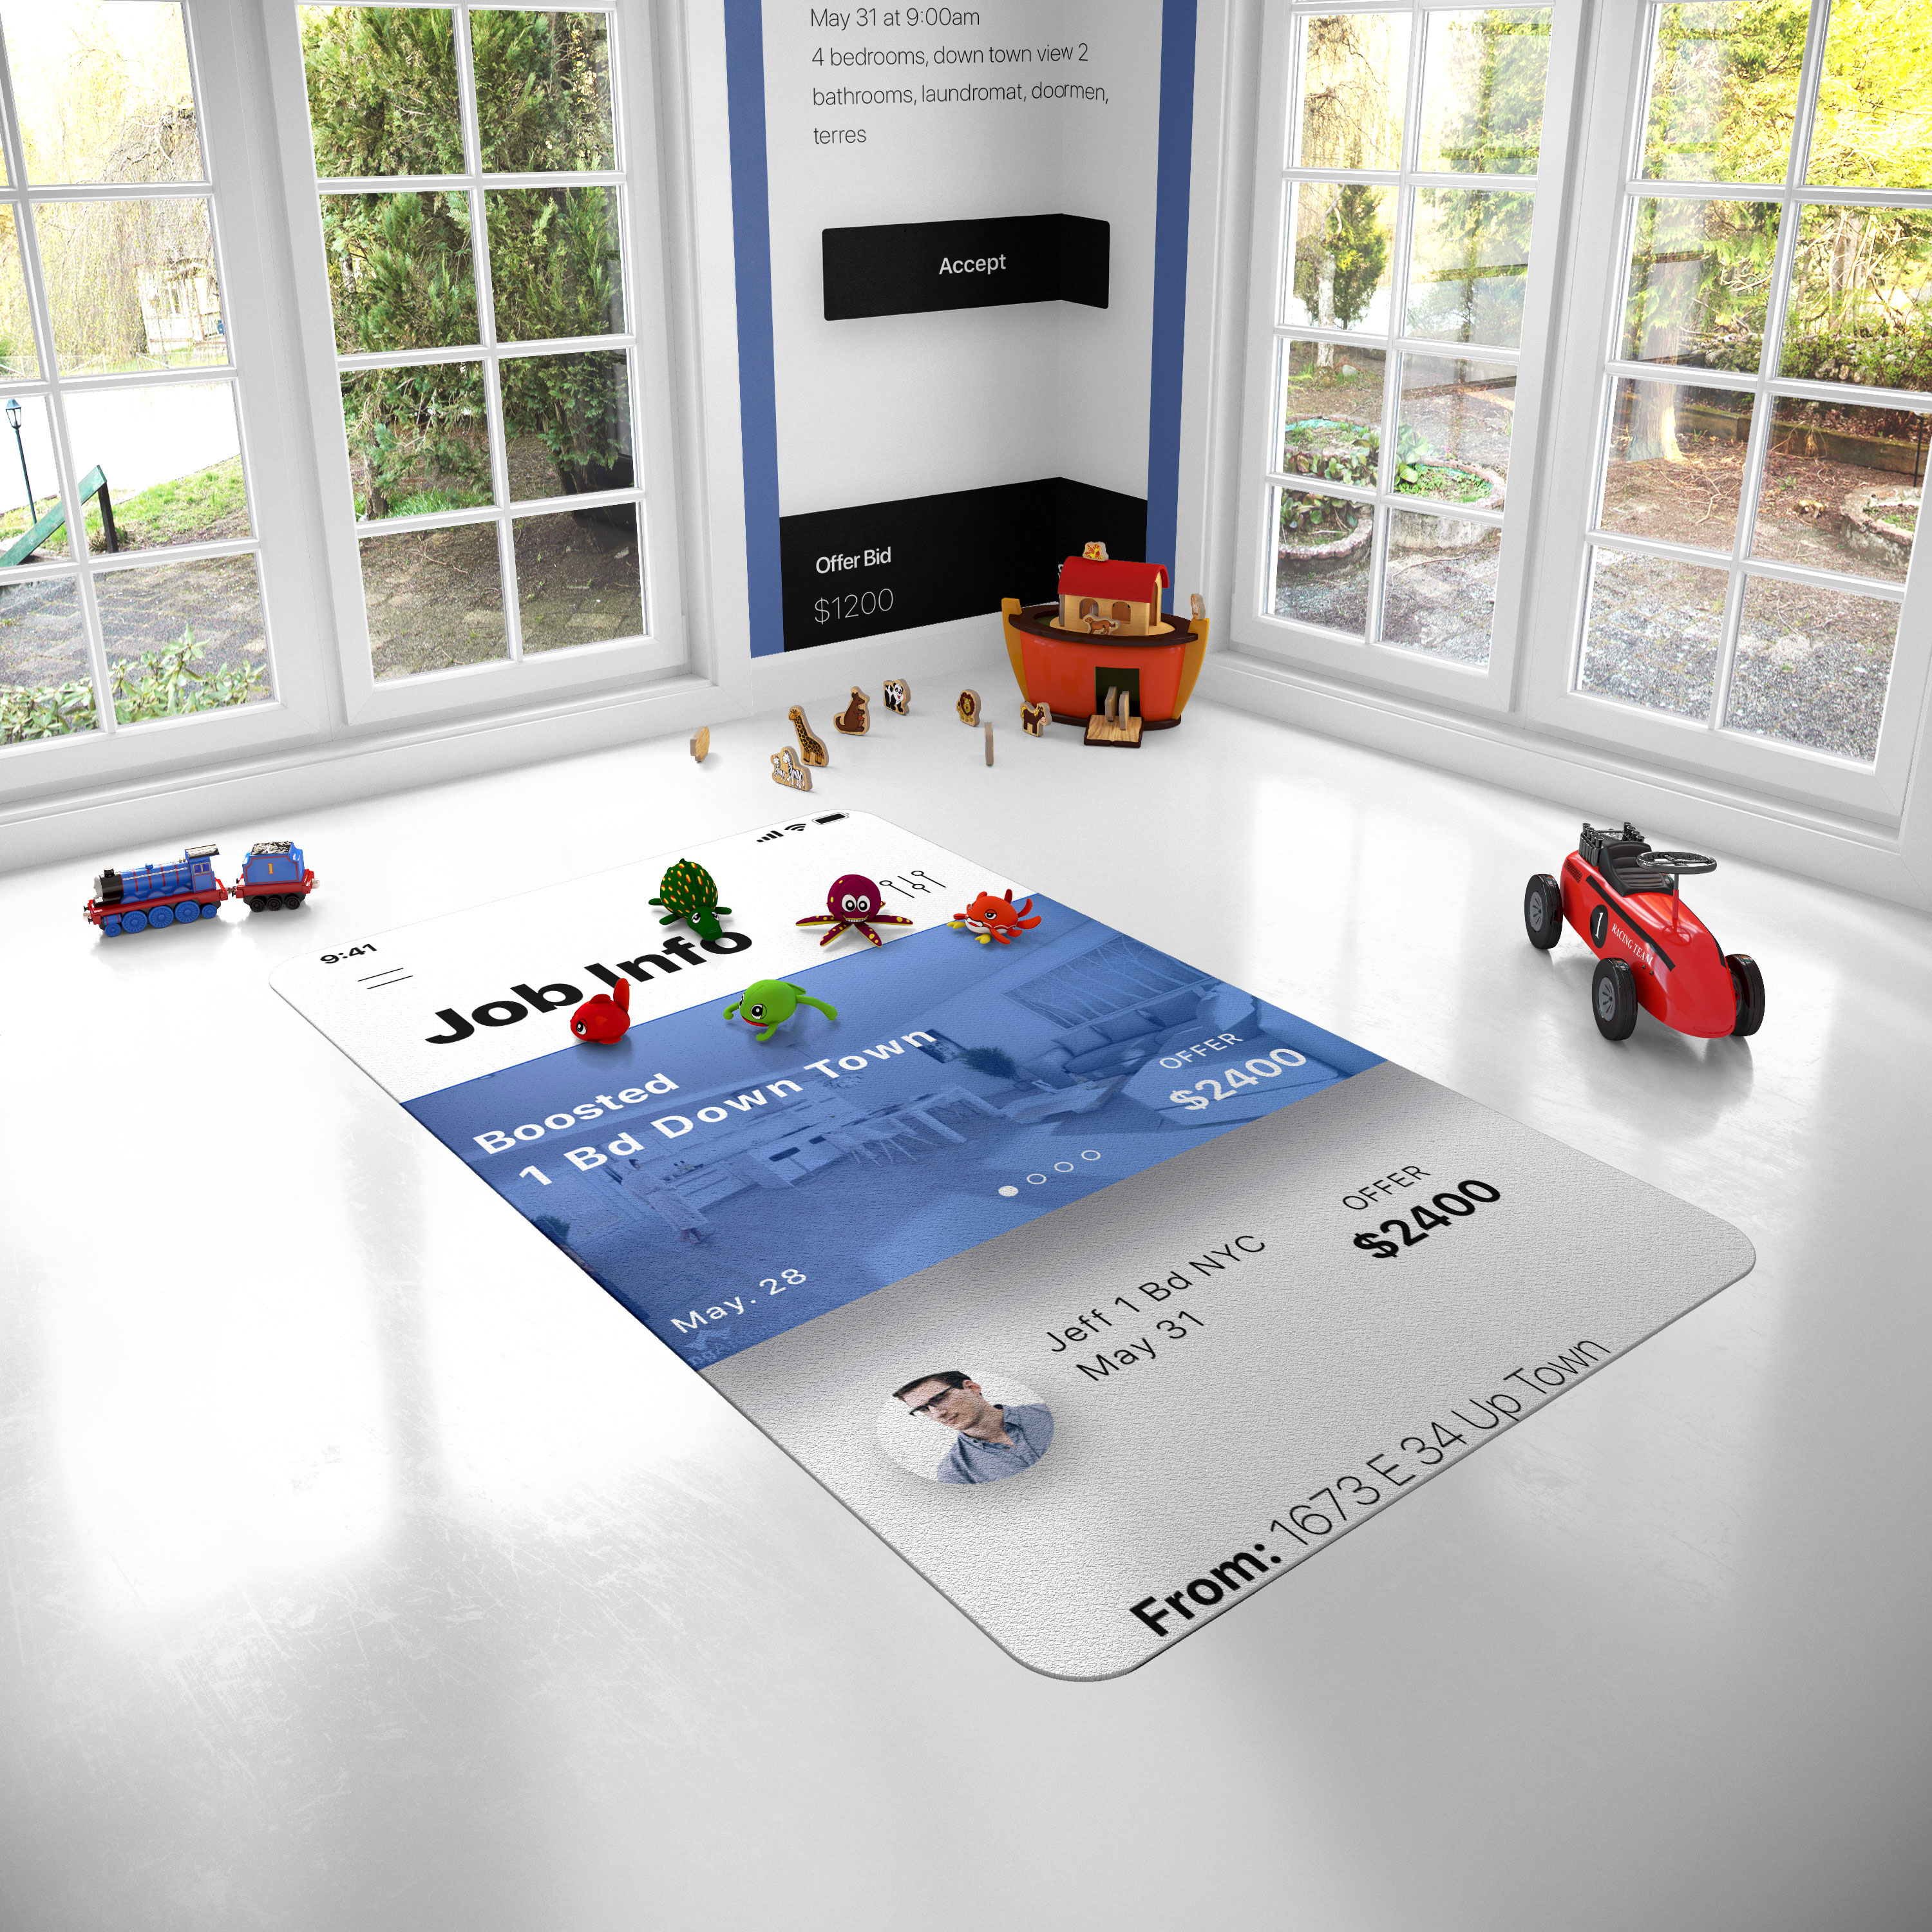 May 31 at 9:00am
4 bedrooms, down town view 2
bathrooms, laundromat, doormen,
terres
Accept
Offer Bid
$1200
9:41
Job Info
Boosted
1 Bd Down Town
OFFER
$2400
May. 28
Jeff 1 Bd NYC
May 31
OFFER
$2400
From: 1673 E 34 Up Town
1
RACING TEAM
1